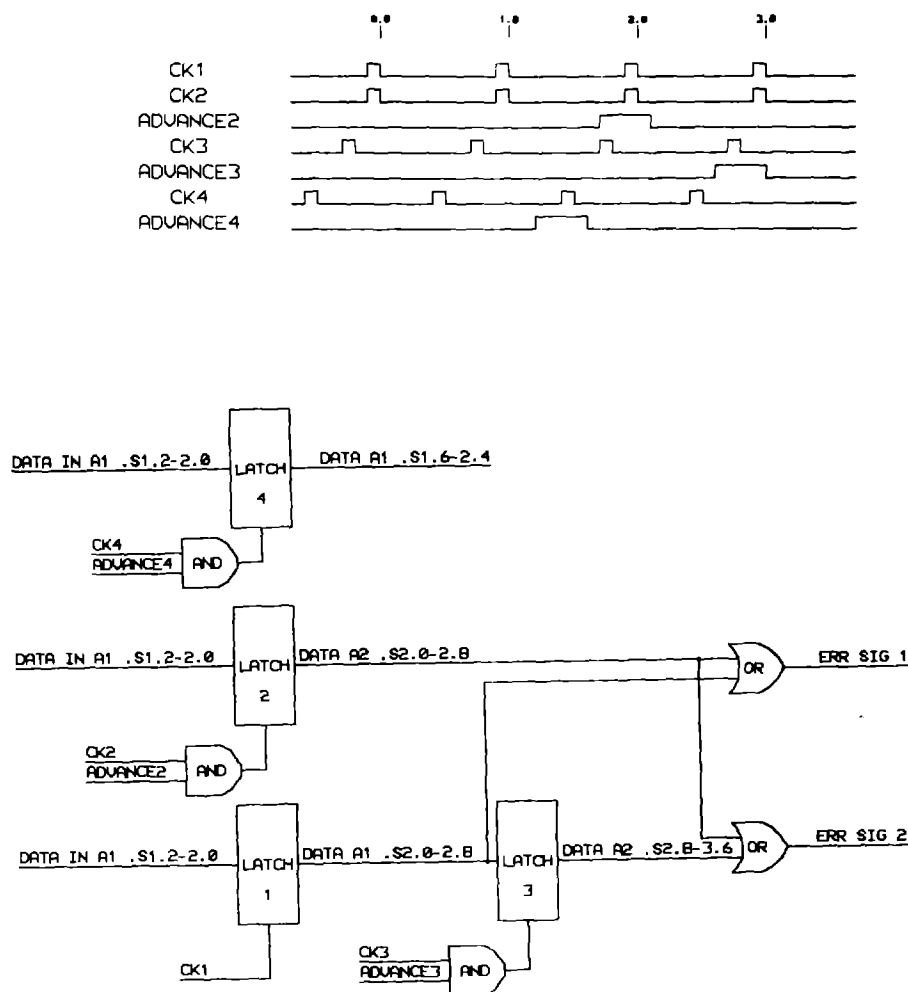 0.0 1.0 2.0 3.0
CK1
CK2
ADVANCE2
CK3
ADVANCE3
CK4
ADVANCE4
DATA IN A1 .S1.2-2.0
LATCH
4
DATA A1 .S1.6-2.4
CK4
ADVANCE4
AND
DATA IN A1 .S1.2-2.0
LATCH
2
DATA A2 .S2.0-2.8
OR
ERR SIG 1
CK2
ADVANCE2
AND
DATA IN A1 .S1.2-2.0
LATCH
1
DATA A1 .S2.0-2.8
LATCH
3
DATA A2 .S2.8-3.6
OR
ERR SIG 2
CK1
CK3
ADVANCE3
AND